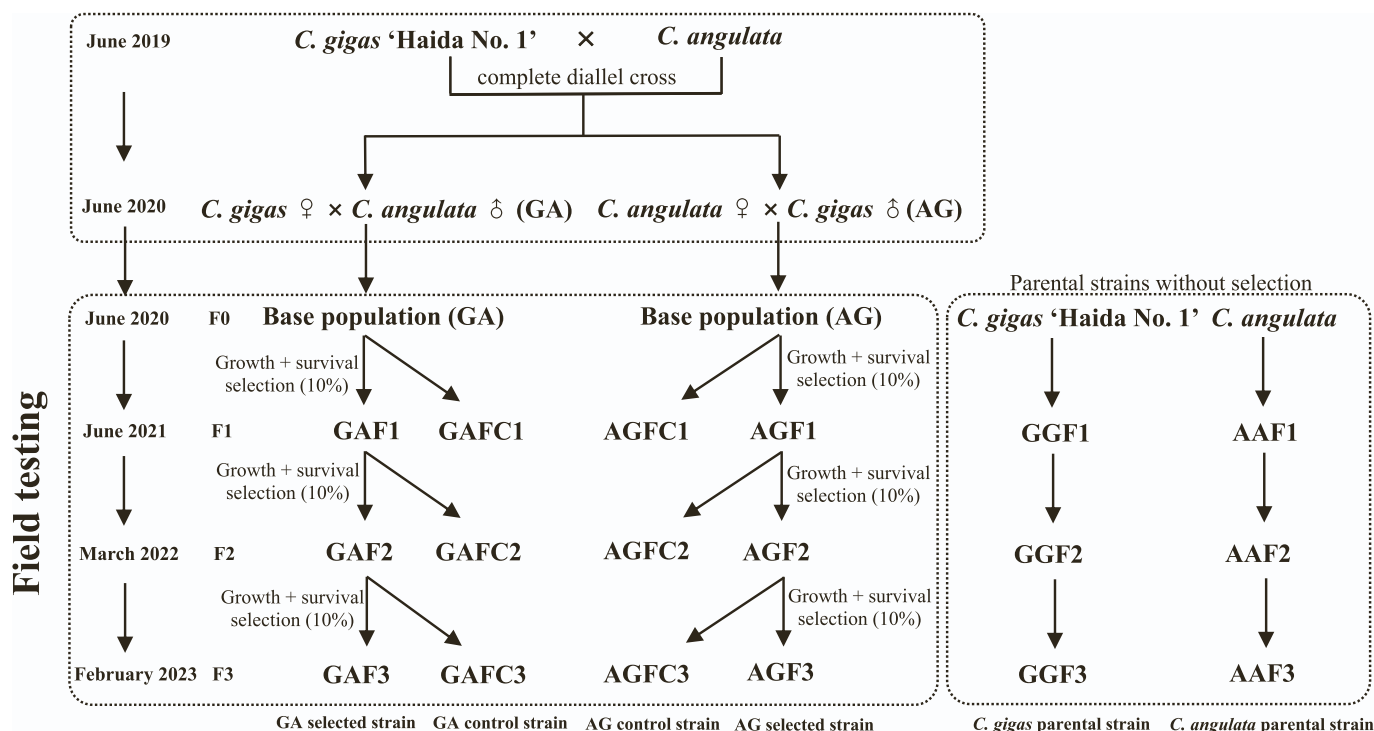 June 2019
C. gigas ‘Haida No. 1’ × C. angulata
complete diallel cross
June 2020
C. gigas ♀ × C. angulata ♂ (GA)
C. angulata ♀ × C. gigas ♂ (AG)
Field testing
June 2020 F0 Base population (GA) Base population (AG)
Growth + survival
selection (10%)
Growth + survival
selection (10%)
June 2021 F1 GAF1 GAFC1 AGFC1 AGF1
Growth + survival
selection (10%)
Growth + survival
selection (10%)
March 2022 F2 GAF2 GAFC2 AGFC2 AGF2
Growth + survival
selection (10%)
Growth + survival
selection (10%)
February 2023 F3 GAF3 GAFC3 AGFC3 AGF3
GA selected strain GA control strain AG control strain AG selected strain
Parental strains without selection
C. gigas ‘Haida No. 1’ C. angulata
GGF1 AAF1
GGF2 AAF2
GGF3 AAF3
C. gigas parental strain C. angulata parental strain